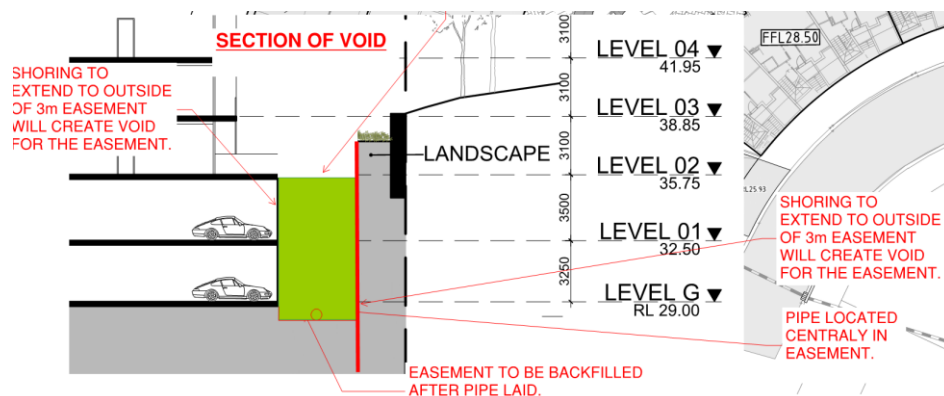 SECTION OF VOID
SHORING TO
EXTEND TO OUTSIDE
OF 3m EASEMENT
WILL CREATE VOID
FOR THE EASEMENT.
LANDSCAPE
3100
3100
3100
3500
3250
LEVEL 04
41.95
LEVEL 03
38.85
LEVEL 02
35.75
LEVEL 01
32.50
LEVEL G
RL 29.00
FFL28.50
RL25.93
SHORING TO
EXTEND TO OUTSIDE
OF 3m EASEMENT
WILL CREATE VOID
FOR THE EASEMENT.
PIPE LOCATED
CENTRALY IN
EASEMENT.
EASEMENT TO BE BACKFILLED
AFTER PIPE LAID.